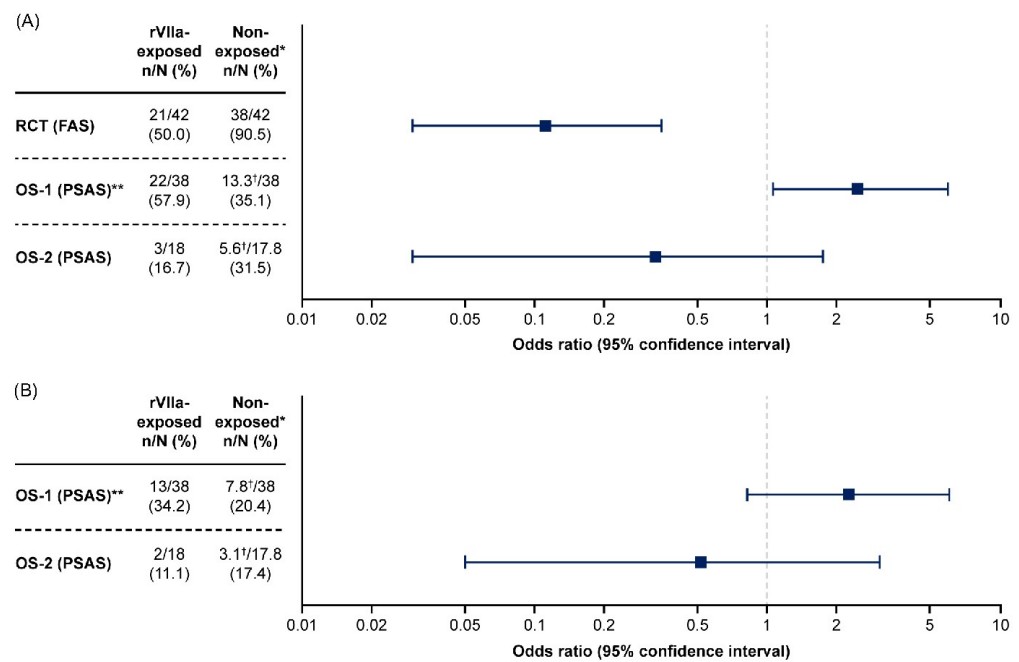 (A)
rVIIa-
exposed
n/N (%)
Non-
exposed*
n/N (%)
RCT (FAS)
21/42
(50.0)
38/42
(90.5)
OS-1 (PSAS)**
22/38
(57.9)
13.3†/38
(35.1)
OS-2 (PSAS)
3/18
(16.7)
5.6†/17.8
(31.5)
0.01 0.02 0.05 0.1 0.2 0.5 1 2 5 10
Odds ratio (95% confidence interval)
(B)
rVIIa-
exposed
n/N (%)
Non-
exposed*
n/N (%)
OS-1 (PSAS)**
13/38
(34.2)
7.8†/38
(20.4)
OS-2 (PSAS)
2/18
(11.1)
3.1†/17.8
(17.4)
0.01 0.02 0.05 0.1 0.2 0.5 1 2 5 10
Odds ratio (95% confidence interval)